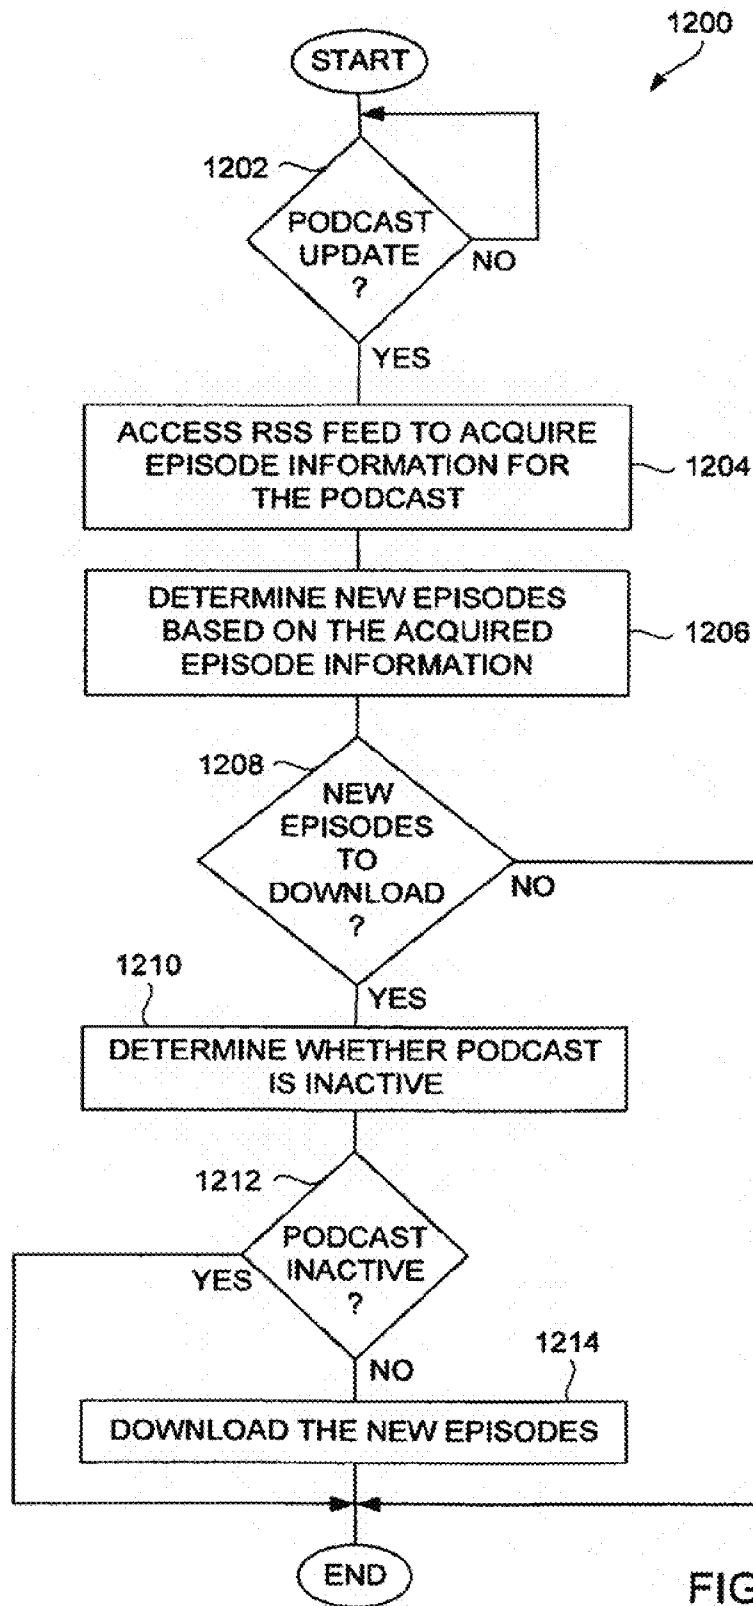 1200
START
1202
PODCAST
UPDATE
?
NO
YES
ACCESS RSS FEED TO ACQUIRE
EPISODE INFORMATION FOR
THE PODCAST
1204
DETERMINE NEW EPISODES
BASED ON THE ACQUIRED
EPISODE INFORMATION
1206
1208
NEW
EPISODES
TO
DOWNLOAD
?
NO
YES
1210
DETERMINE WHETHER PODCAST
IS INACTIVE
1212
PODCAST
INACTIVE
?
YES
NO
1214
DOWNLOAD THE NEW EPISODES
END
FIG